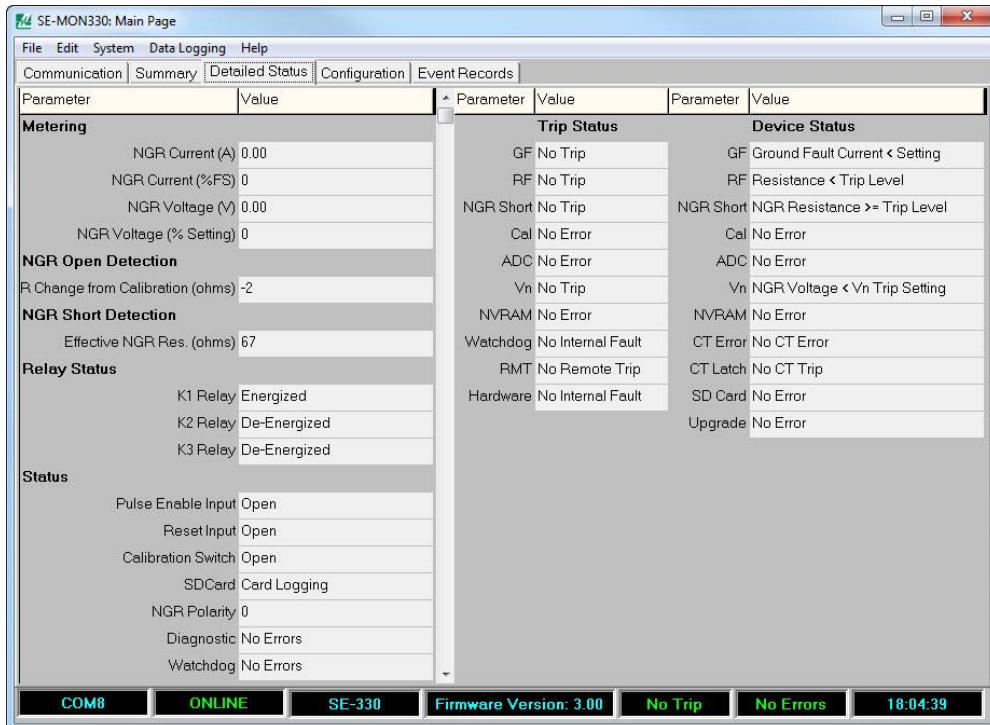 SE-MON330: Main Page
File Edit System Data Logging Help
Communication Summary Detailed Status Configuration Event Records
Parameter Value
Metering
NGR Current (A) 0.00
NGR Current (%FS) 0
NGR Voltage (V) 0.00
NGR Voltage (% Setting) 0
NGR Open Detection
R Change from Calibration (ohms) -2
NGR Short Detection
Effective NGR Res. (ohms) 67
Relay Status
K1 Relay Energized
K2 Relay De-Energized
K3 Relay De-Energized
Status
Pulse Enable Input Open
Reset Input Open
Calibration Switch Open
SDCard Card Logging
NGR Polarity 0
Diagnostic No Errors
Watchdog No Errors
Parameter Value
Trip Status
GF No Trip
RF No Trip
NGR Short No Trip
Cal No Error
ADC No Error
Vn No Trip
NVRAM No Error
Watchdog No Internal Fault
RMT No Remote Trip
Hardware No Internal Fault
Parameter Value
Device Status
GF Ground Fault Current < Setting
RF Resistance < Trip Level
NGR Short NGR Resistance >= Trip Level
Cal No Error
ADC No Error
Vn NGR Voltage < Vn Trip Setting
NVRAM No Error
CT Error No CT Error
CT Latch No CT Trip
SD Card No Error
Upgrade No Error
COM8 ONLINE SE-330 Firmware Version: 3.00 No Trip No Errors 18:04:39